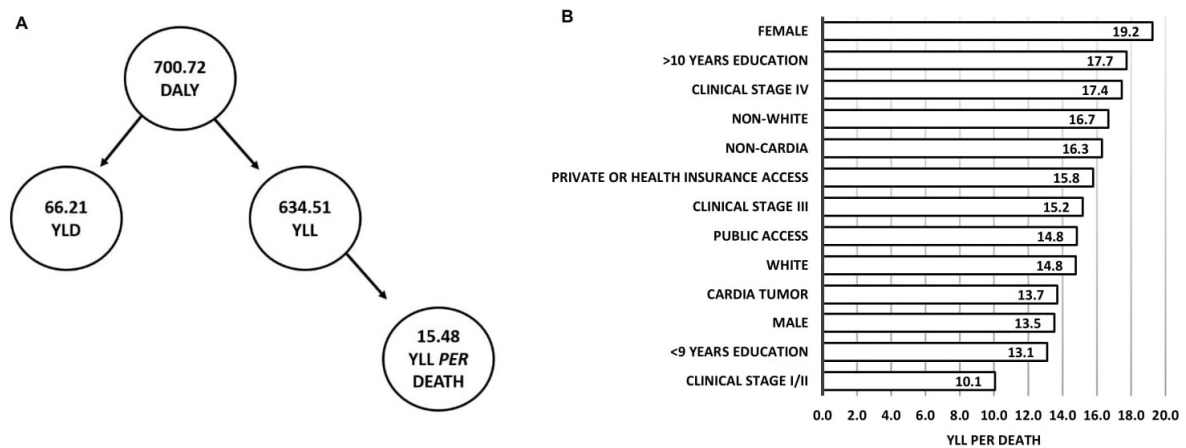 A
700.72
DALY
66.21
YLD
634.51
YLL
15.48
YLL PER
DEATH
B
FEMALE 19.2
>10 YEARS EDUCATION 17.7
CLINICAL STAGE IV 17.4
NON-WHITE 16.7
NON-CARDIA 16.3
PRIVATE OR HEALTH INSURANCE ACCESS 15.8
CLINICAL STAGE III 15.2
PUBLIC ACCESS 14.8
WHITE 14.8
CARDIA TUMOR 13.7
MALE 13.5
<9 YEARS EDUCATION 13.1
CLINICAL STAGE I/II 10.1
0.0 2.0 4.0 6.0 8.0 10.0 12.0 14.0 16.0 18.0 20.0
YLL PER DEATH